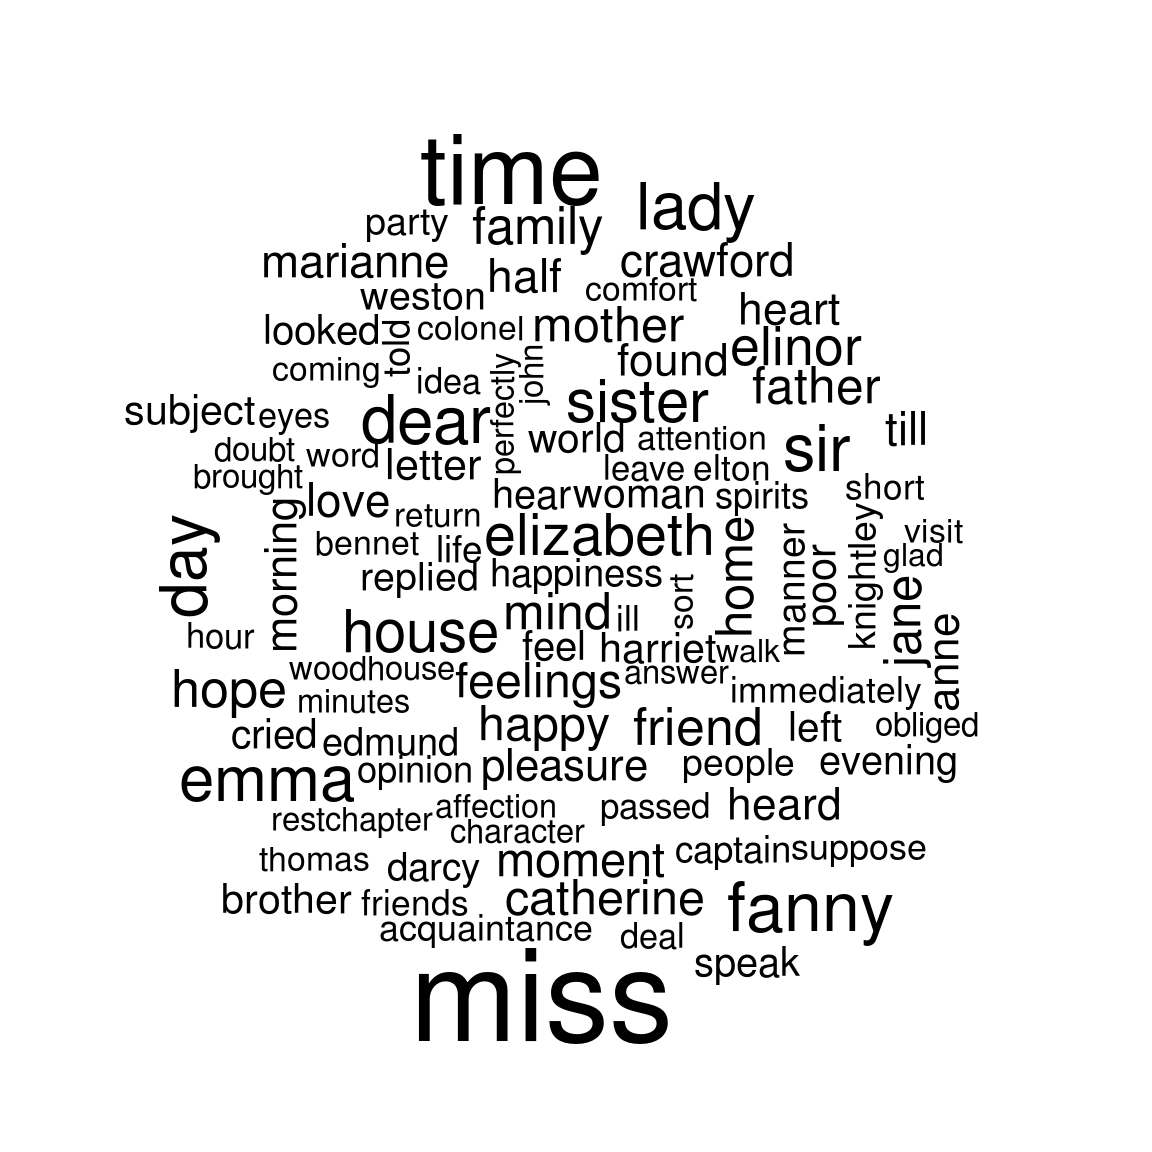 time
lady
party family
marianne half crawford
weston comfort
heart
looked told colonel mother
found elinor
coming idea perfectly john father
subject eyes dear sister till
doubt word letter world attention sir
brought leave elton
love hear woman spirits short
day morning return elizabeth home manner poor knightley visit
bennet life glad
replied happiness sort
hour house mind ill jane anne
feel harriet walk
woodhouse feelings answer
hope minutes immediately
cried edmund happy friend left obliged
emma opinion pleasure people evening
rest chapter affection passed heard
character
thomas darcy moment captain suppose
brother friends catherine fanny
acquaintance deal
speak
miss